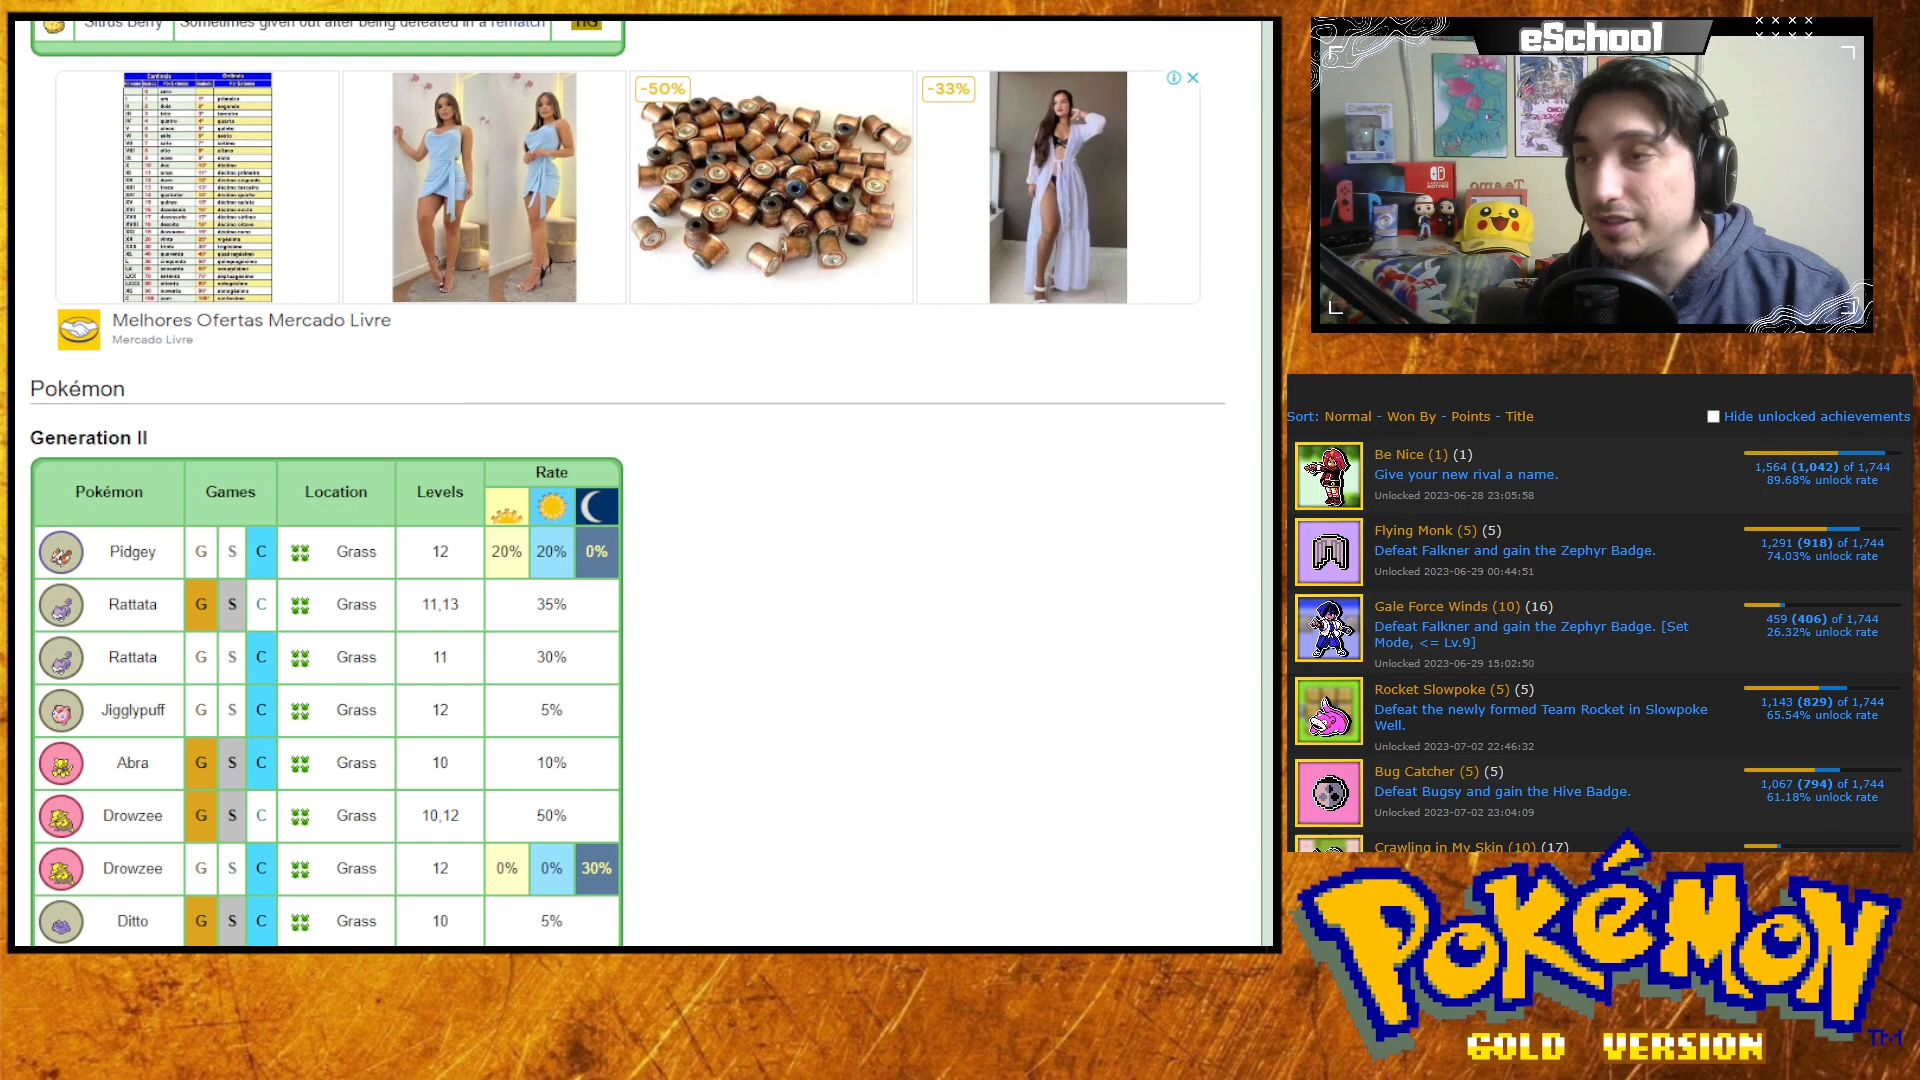 Sitrus Berry Sometimes given out after being defeated in a rematch HG
-50%
-33%
Melhores Ofertas Mercado Livre
Mercado Livre
Pokémon
Generation II
Pokémon Games Location Levels Rate
Pidgey G S C Grass 12 20% 20% 0%
Rattata G S C Grass 11,13 35%
Rattata G S C Grass 11 30%
Jigglypuff G S C Grass 12 5%
Abra G S C Grass 10 10%
Drowzee G S C Grass 10,12 50%
Drowzee G S C Grass 12 0% 0% 30%
Ditto G S C Grass 10 5%
eSchool
Sort: Normal - Won By - Points - Title
Hide unlocked achievements
Be Nice (1) (1)
Give your new rival a name.
Unlocked 2023-06-28 23:05:58
1,564 (1,042) of 1,744
89.68% unlock rate
Flying Monk (5) (5)
Defeat Falkner and gain the Zephyr Badge.
Unlocked 2023-06-29 00:44:51
1,291 (918) of 1,744
74.03% unlock rate
Gale Force Winds (10) (16)
Defeat Falkner and gain the Zephyr Badge. [Set
Mode, <= Lv.9]
Unlocked 2023-06-29 15:02:50
459 (406) of 1,744
26.32% unlock rate
Rocket Slowpoke (5) (5)
Defeat the newly formed Team Rocket in Slowpoke
Well.
Unlocked 2023-07-02 22:46:32
1,143 (829) of 1,744
65.54% unlock rate
Bug Catcher (5) (5)
Defeat Bugsy and gain the Hive Badge.
Unlocked 2023-07-02 23:04:09
1,067 (794) of 1,744
61.18% unlock rate
Crawling in My Skin (10) (17)
POKéMON
TM
GOLD VERSION